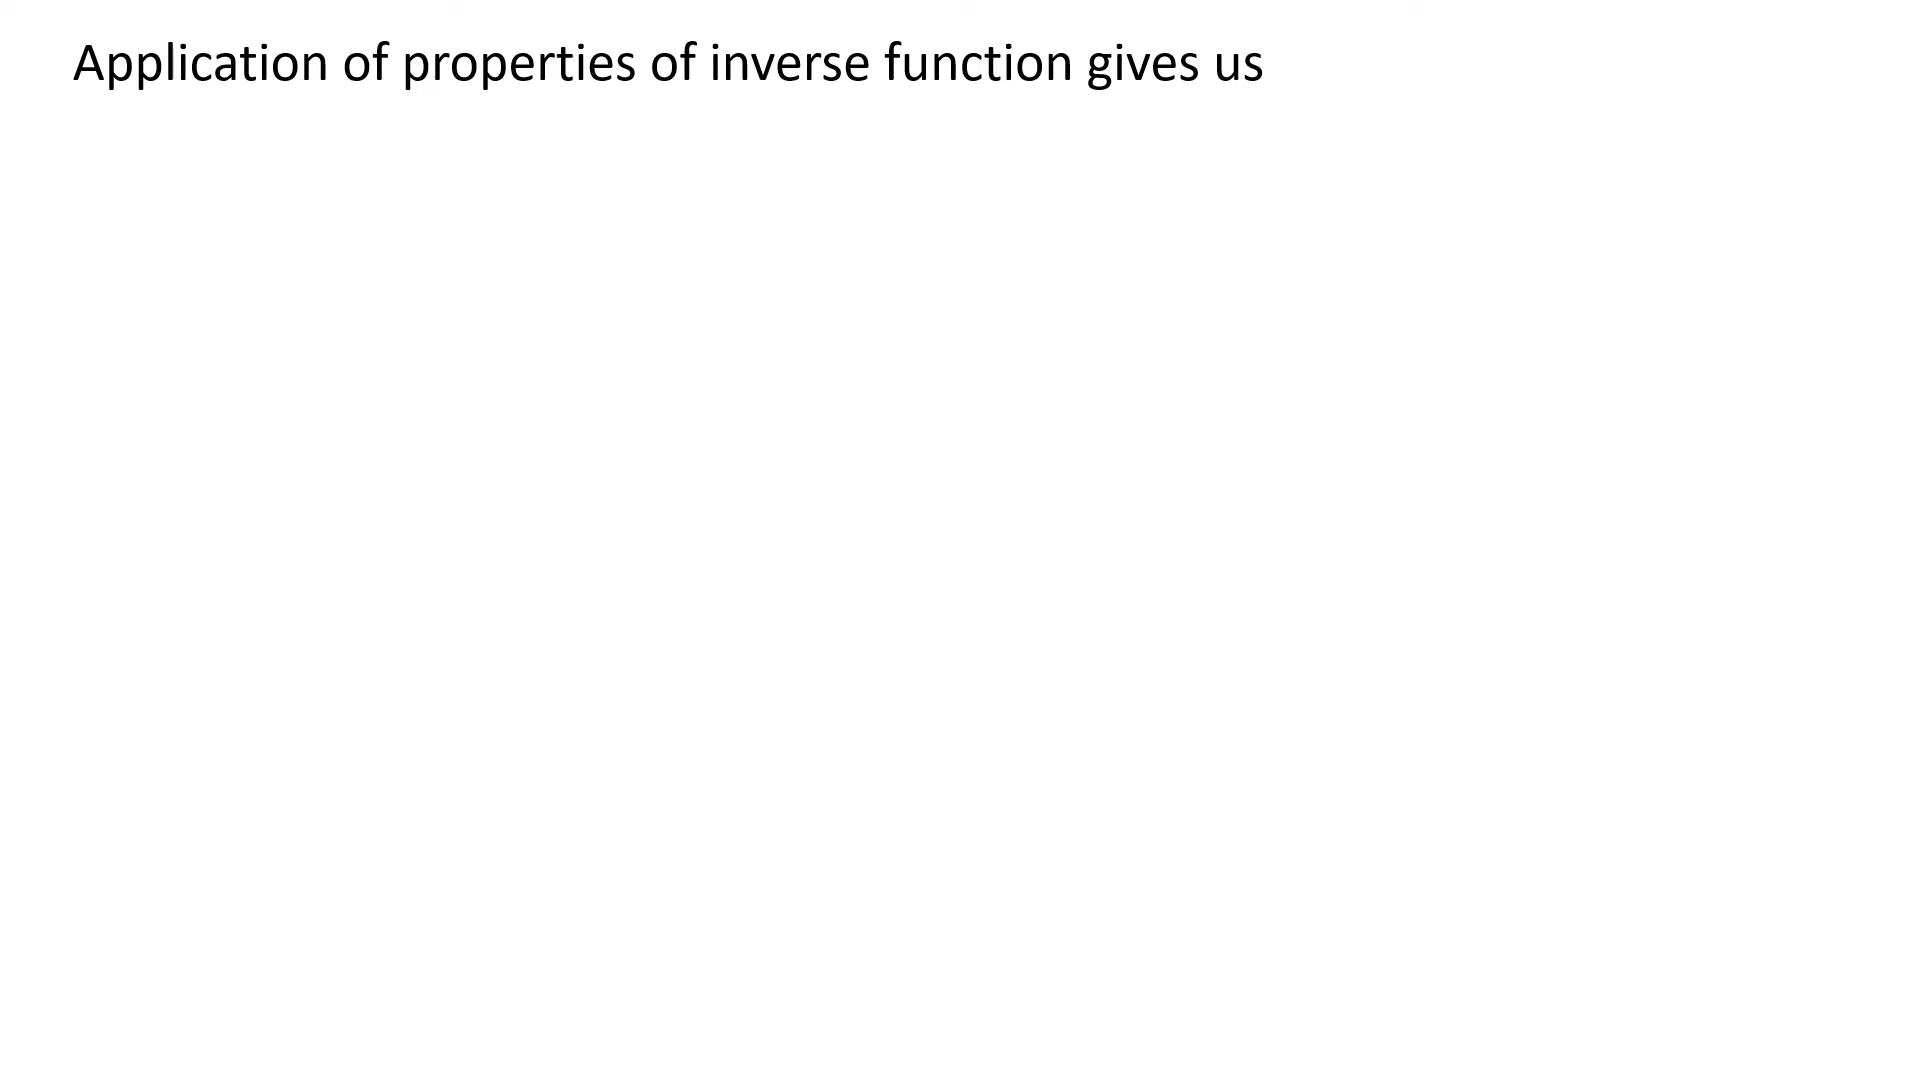 Application of properties of inverse function gives us